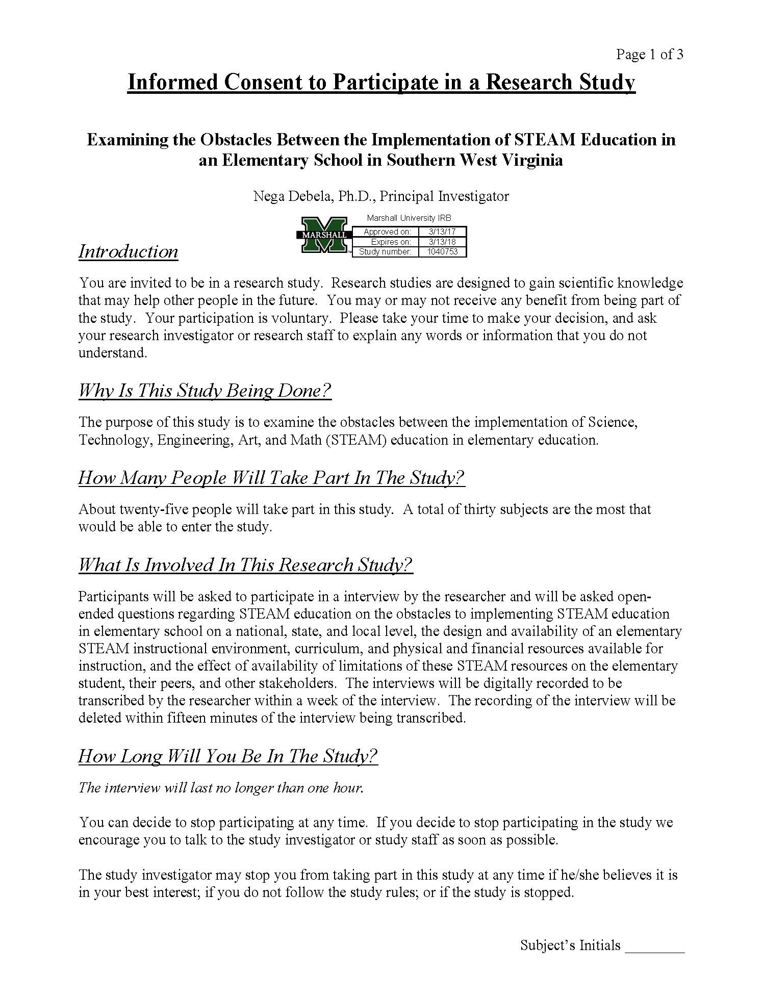 Page 1 of 3
Informed Consent to Participate in a Research Study
Examining the Obstacles Between the Implementation of STEAM Education in
an Elementary School in Southern West Virginia
Nega Debela, Ph.D., Principal Investigator
Marshall University IRB
MARSHALL
TM
Approved on: 3/13/17
Expires on: 3/13/18
Study number: 1040753
Introduction
You are invited to be in a research study.  Research studies are designed to gain scientific knowledge
that may help other people in the future.  You may or may not receive any benefit from being part of
the study.  Your participation is voluntary.  Please take your time to make your decision, and ask
your research investigator or research staff to explain any words or information that you do not
understand.
Why Is This Study Being Done?
The purpose of this study is to examine the obstacles between the implementation of Science,
Technology, Engineering, Art, and Math (STEAM) education in elementary education.
How Many People Will Take Part In The Study?
About twenty-five people will take part in this study.  A total of thirty subjects are the most that
would be able to enter the study.
What Is Involved In This Research Study?
Participants will be asked to participate in a interview by the researcher and will be asked open-
ended questions regarding STEAM education on the obstacles to implementing STEAM education
in elementary school on a national, state, and local level, the design and availability of an elementary
STEAM instructional environment, curriculum, and physical and financial resources available for
instruction, and the effect of availability of limitations of these STEAM resources on the elementary
student, their peers, and other stakeholders.  The interviews will be digitally recorded to be
transcribed by the researcher within a week of the interview.  The recording of the interview will be
deleted within fifteen minutes of the interview being transcribed.
How Long Will You Be In The Study?
The interview will last no longer than one hour.
You can decide to stop participating at any time.  If you decide to stop participating in the study we
encourage you to talk to the study investigator or study staff as soon as possible.
The study investigator may stop you from taking part in this study at any time if he/she believes it is
in your best interest; if you do not follow the study rules; or if the study is stopped.
Subject’s Initials ________